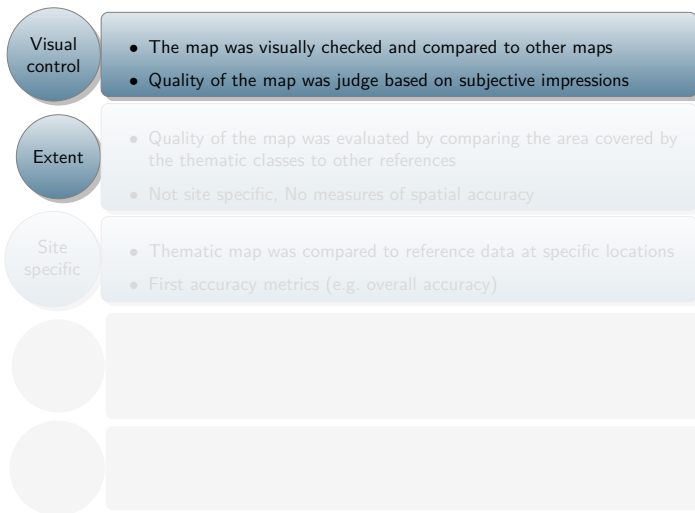 Visual
control
• The map was visually checked and compared to other maps
• Quality of the map was judge based on subjective impressions
Extent
• Quality of the map was evaluated by comparing the area covered by
the thematic classes to other references
• Not site specific, No measures of spatial accuracy
Site
specific
• Thematic map was compared to reference data at specific locations
• First accuracy metrics (e.g. overall accuracy)